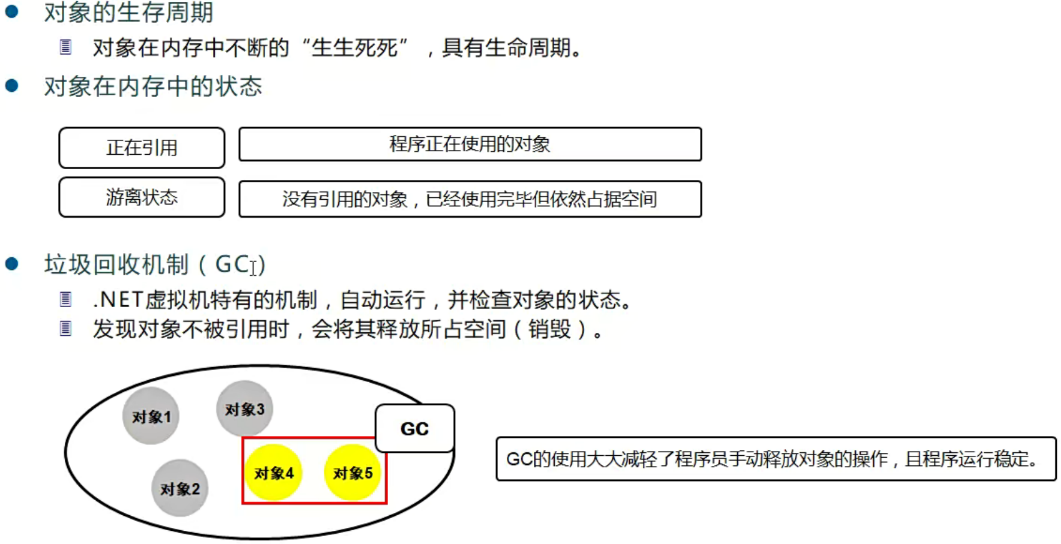 对象的生存周期
对象在内存中不断的“生生死死”，具有生命周期。
对象在内存中的状态
正在引用
程序正在使用的对象
游离状态
没有引用的对象，已经使用完毕但依然占据空间
垃圾回收机制（GC）
.NET虚拟机特有的机制，自动运行，并检查对象的状态。
发现对象不被引用时，会将其释放所占空间（销毁）。
对象1
对象3
GC
对象4
对象5
对象2
GC的使用大大减轻了程序员手动释放对象的操作，且程序运行稳定。